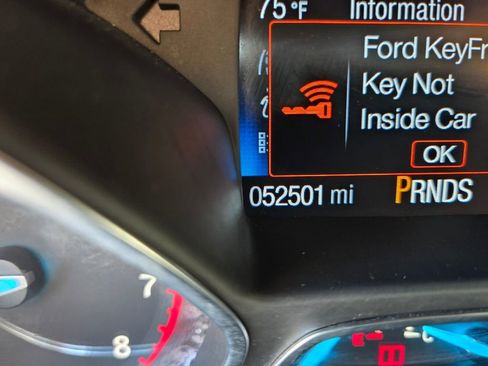 75°F Information
Ford KeyFr
Key Not
Inside Car
OK
052501 mi PRNDS
7
8